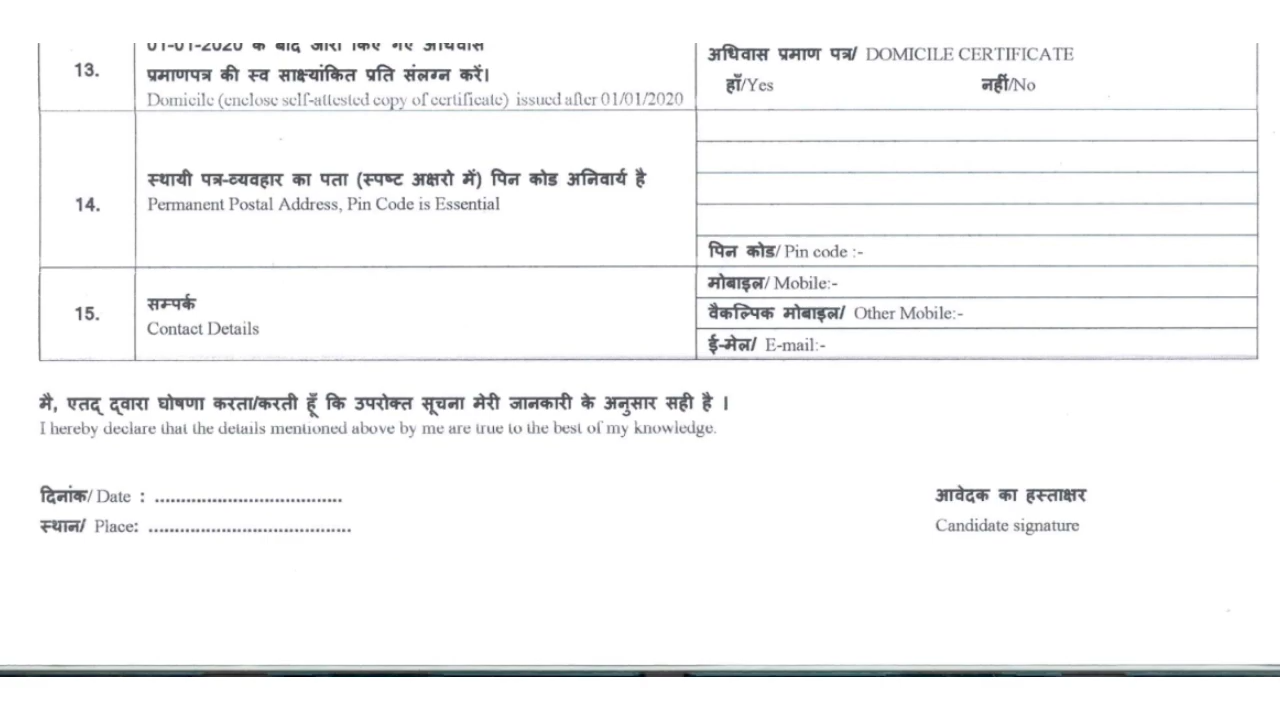 01-01-2020 के बाद जारी किए गए अधिवास
13.
प्रमाणपत्र की स्व साक्ष्यांकित प्रति संलग्न करें।
Domicile (enclose self-attested copy of certificate) issued after 01/01/2020
अधिवास प्रमाण पत्र/ DOMICILE CERTIFICATE
हाँ/Yes नहीं/No
14.
स्थायी पत्र-व्यवहार का पता (स्पष्ट अक्षरो में) पिन कोड अनिवार्य है
Permanent Postal Address, Pin Code is Essential
पिन कोड/ Pin code :-
15.
सम्पर्क
Contact Details
मोबाइल/ Mobile:-
वैकल्पिक मोबाइल/ Other Mobile:-
ई-मेल/ E-mail:-
मै, एतद् द्वारा घोषणा करता/करती हूँ कि उपरोक्त सूचना मेरी जानकारी के अनुसार सही है ।
I hereby declare that the details mentioned above by me are true to the best of my knowledge.
दिनांक/ Date : ..................................
स्थान/ Place: .....................................
आवेदक का हस्ताक्षर
Candidate signature